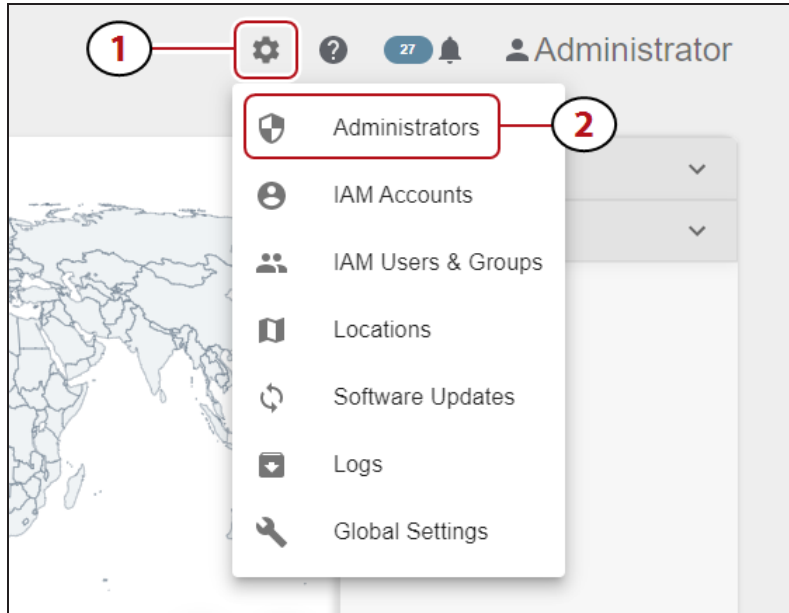 1
27
Administrator
Administrators
2
IAM Accounts
IAM Users & Groups
Locations
Software Updates
Logs
Global Settings